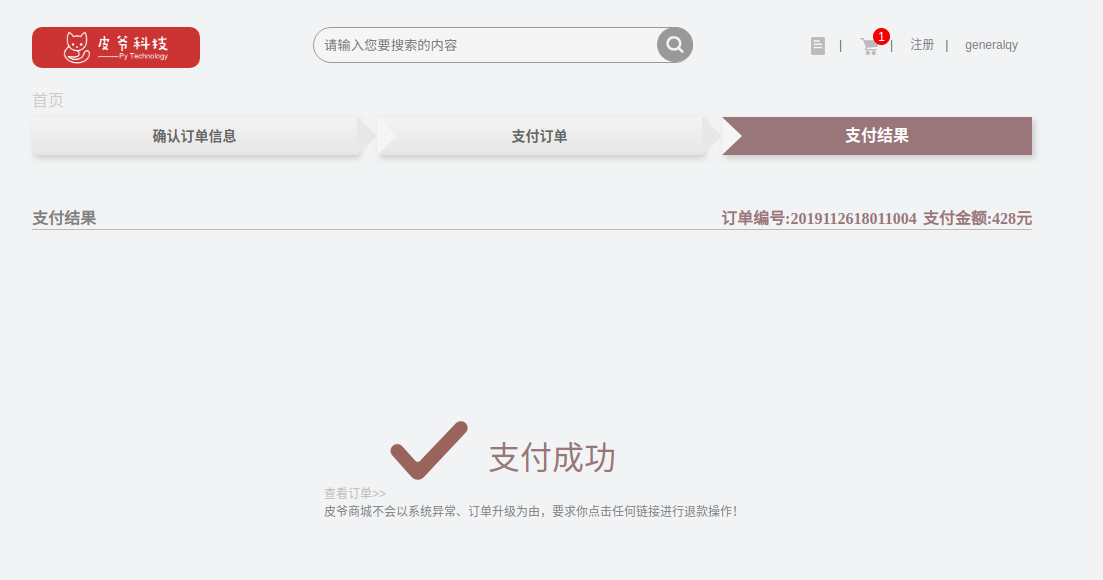 皮爷科技
——Py Technology
请输入您要搜索的内容
1
| | 注册 | generalqy
首页
确认订单信息
支付订单
支付结果
支付结果
订单编号:2019112618011004 支付金额:428元
支付成功
查看订单>>
皮爷商城不会以系统异常、订单升级为由，要求你点击任何链接进行退款操作！